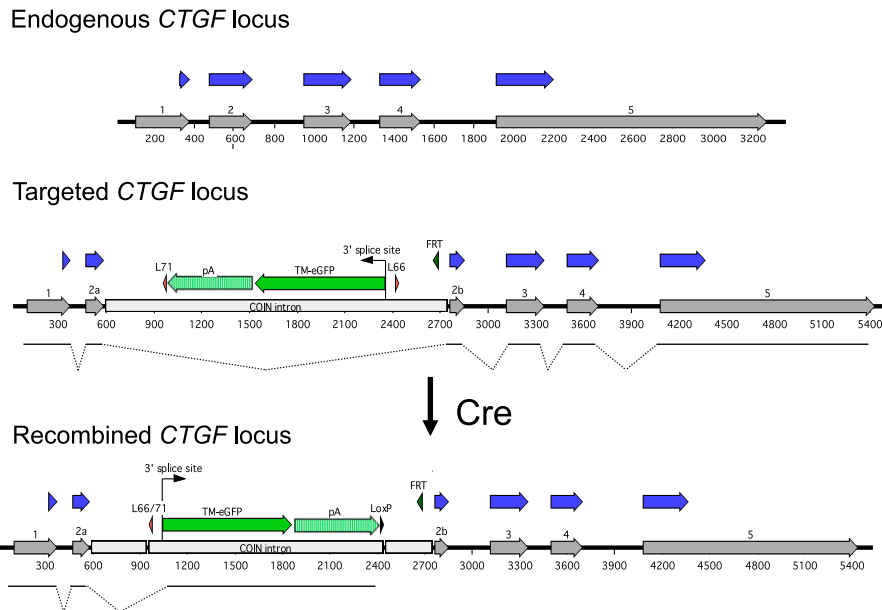 Endogenous CTGF locus
1 2 3 4 5
200 400 600 800 1000 1200 1400 1600 1800 2000 2200 2400 2600 2800 3000 3200
Targeted CTGF locus
3' splice site FRT
L71 pA TM-eGFP L66
1 2a COIN intron 2b 3 4 5
300 600 900 1200 1500 1800 2100 2400 2700 3000 3300 3600 3900 4200 4500 4800 5100 5400
Cre
Recombined CTGF locus
3' splice site FRT
L66/71 TM-eGFP pA LoxP
1 2a COIN intron 2b 3 4 5
300 600 900 1200 1500 1800 2100 2400 2700 3000 3300 3600 3900 4200 4500 4800 5100 5400